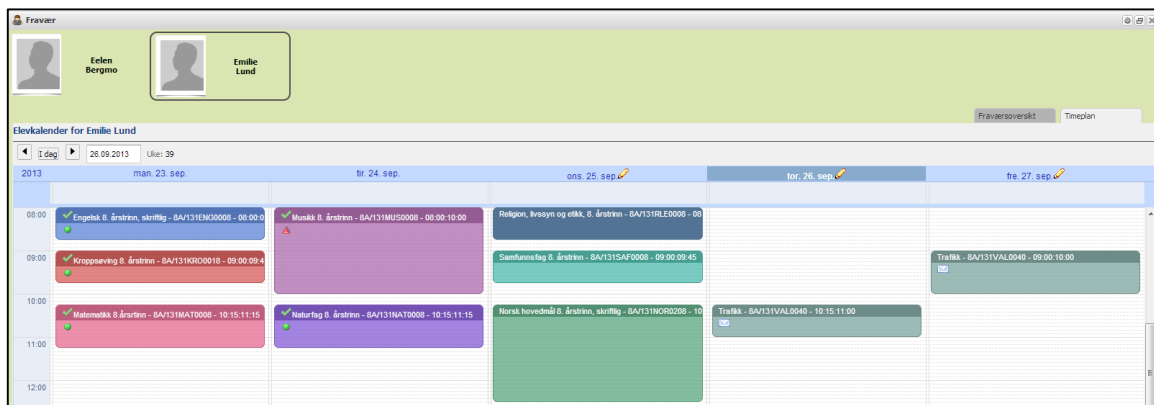 Fravær
Eelen
Bergmo
Emilie
Lund
Fraværsoversikt
Timeplan
Elevkalender for Emilie Lund
I dag
26.09.2013
Uke: 39
2013
man. 23. sep.
tir. 24. sep.
ons. 25. sep.
tor. 26. sep.
fre. 27. sep.
08:00
Engelsk 8. årstrinn, skriftlig - 8A/131ENG0008 - 08:00:0
Musikk 8. årstrinn - 8A/131MUS0008 - 08:00:10:00
Religion, livssyn og etikk, 8. årstrinn - 8A/131RLE0008 - 08
09:00
Kroppsøving 8. årstrinn - 8A/131KRO0018 - 09:00:09:4
Samfunnsfag 8. årstrinn - 8A/131SAF0008 - 09:00:09:45
Trafikk - 8A/131VAL0040 - 09:00:10:00
10:00
Matematikk 8.årsrtinn - 8A/131MAT0008 - 10:15:11:15
Naturfag 8. årstrinn - 8A/131NAT0008 - 10:15:11:15
Norsk hovedmål 8. årstrinn, skriftlig - 8A/131NOR0208 - 10
Trafikk - 8A/131VAL0040 - 10:15:11:00
11:00
12:00